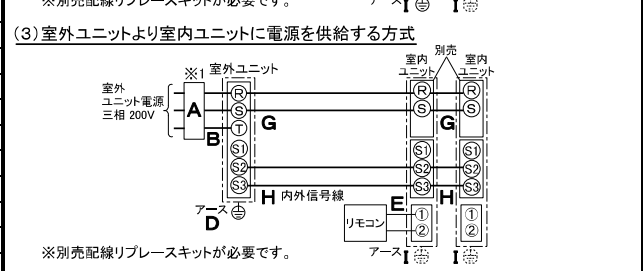 ※別売配線リプレースキットが必要です。
アース I I
(3)室外ユニットより室内ユニットに電源を供給する方式
別売
※1 室外ユニット 室内ユニット 室内ユニット
室外
ユニット電源
三相 200V
A
B
R
S
T
S1
S2
S3
G
H 内外信号線
アース
D
R
S
S1
S2
S3
①
②
G
H
E
リモコン
R
S
S1
S2
S3
①
②
アース I I
※別売配線リプレースキットが必要です。